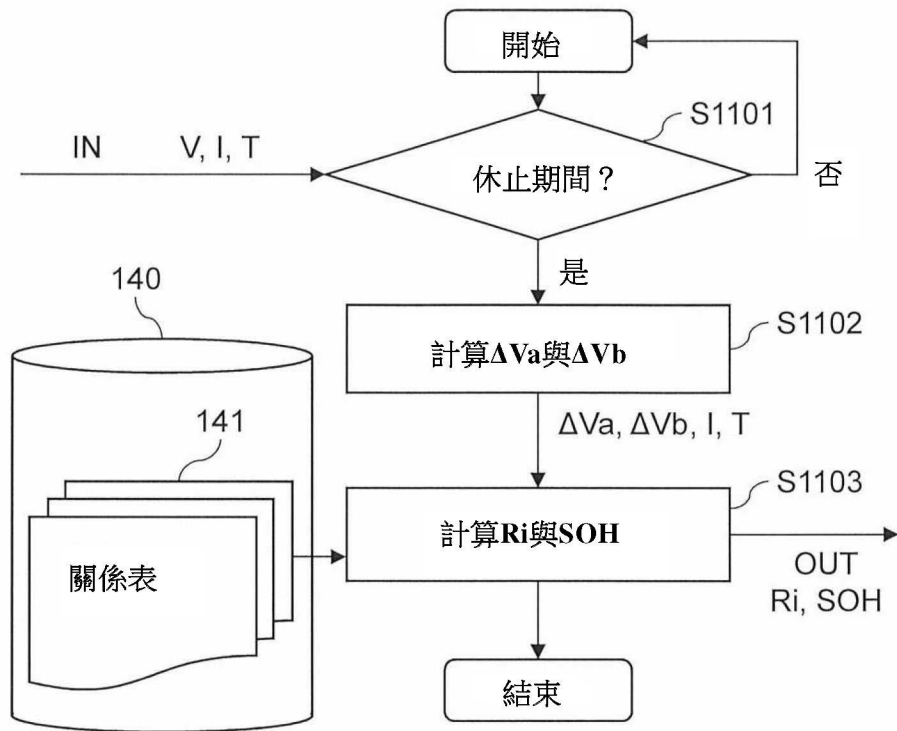 開始
S1101
IN V, I, T
休止期間？
否
是
140
S1102
計算ΔVa與ΔVb
141
ΔVa, ΔVb, I, T
S1103
計算Ri與SOH
關係表
OUT
Ri, SOH
結束